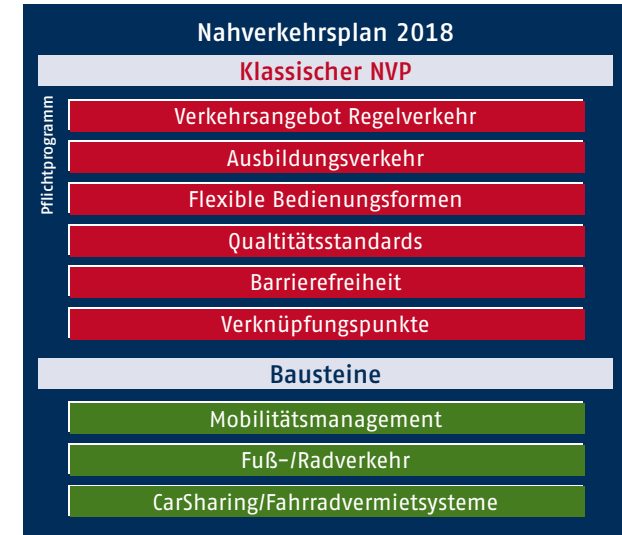 Nahverkehrsplan 2018
Klassischer NVP
Pflichtprogramm
Verkehrsangebot Regelverkehr
Ausbildungsverkehr
Flexible Bedienungsformen
Qualtitätsstandards
Barrierefreiheit
Verknüpfungspunkte
Bausteine
Mobilitätsmanagement
Fuß-/Radverkehr
CarSharing/Fahrradvermietsysteme